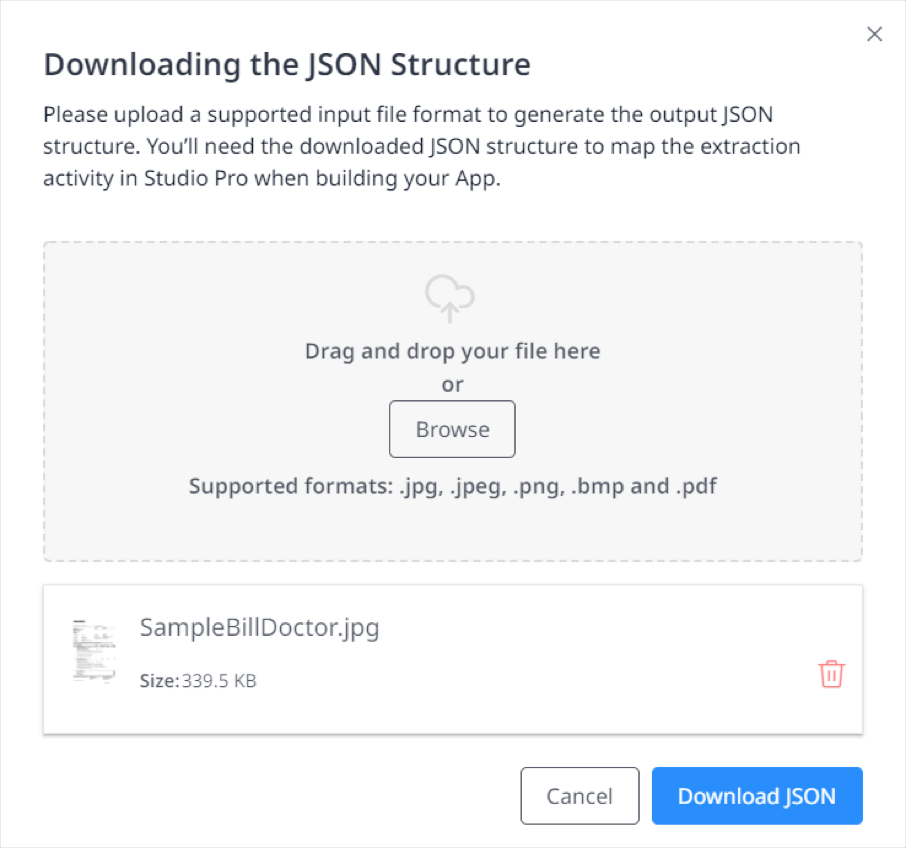 Downloading the JSON Structure
Please upload a supported input file format to generate the output JSON
structure. You’ll need the downloaded JSON structure to map the extraction
activity in Studio Pro when building your App.
Drag and drop your file here
or
Browse
Supported formats: .jpg, .jpeg, .png, .bmp and .pdf
SampleBillDoctor.jpg
Size:339.5 KB
Cancel
Download JSON